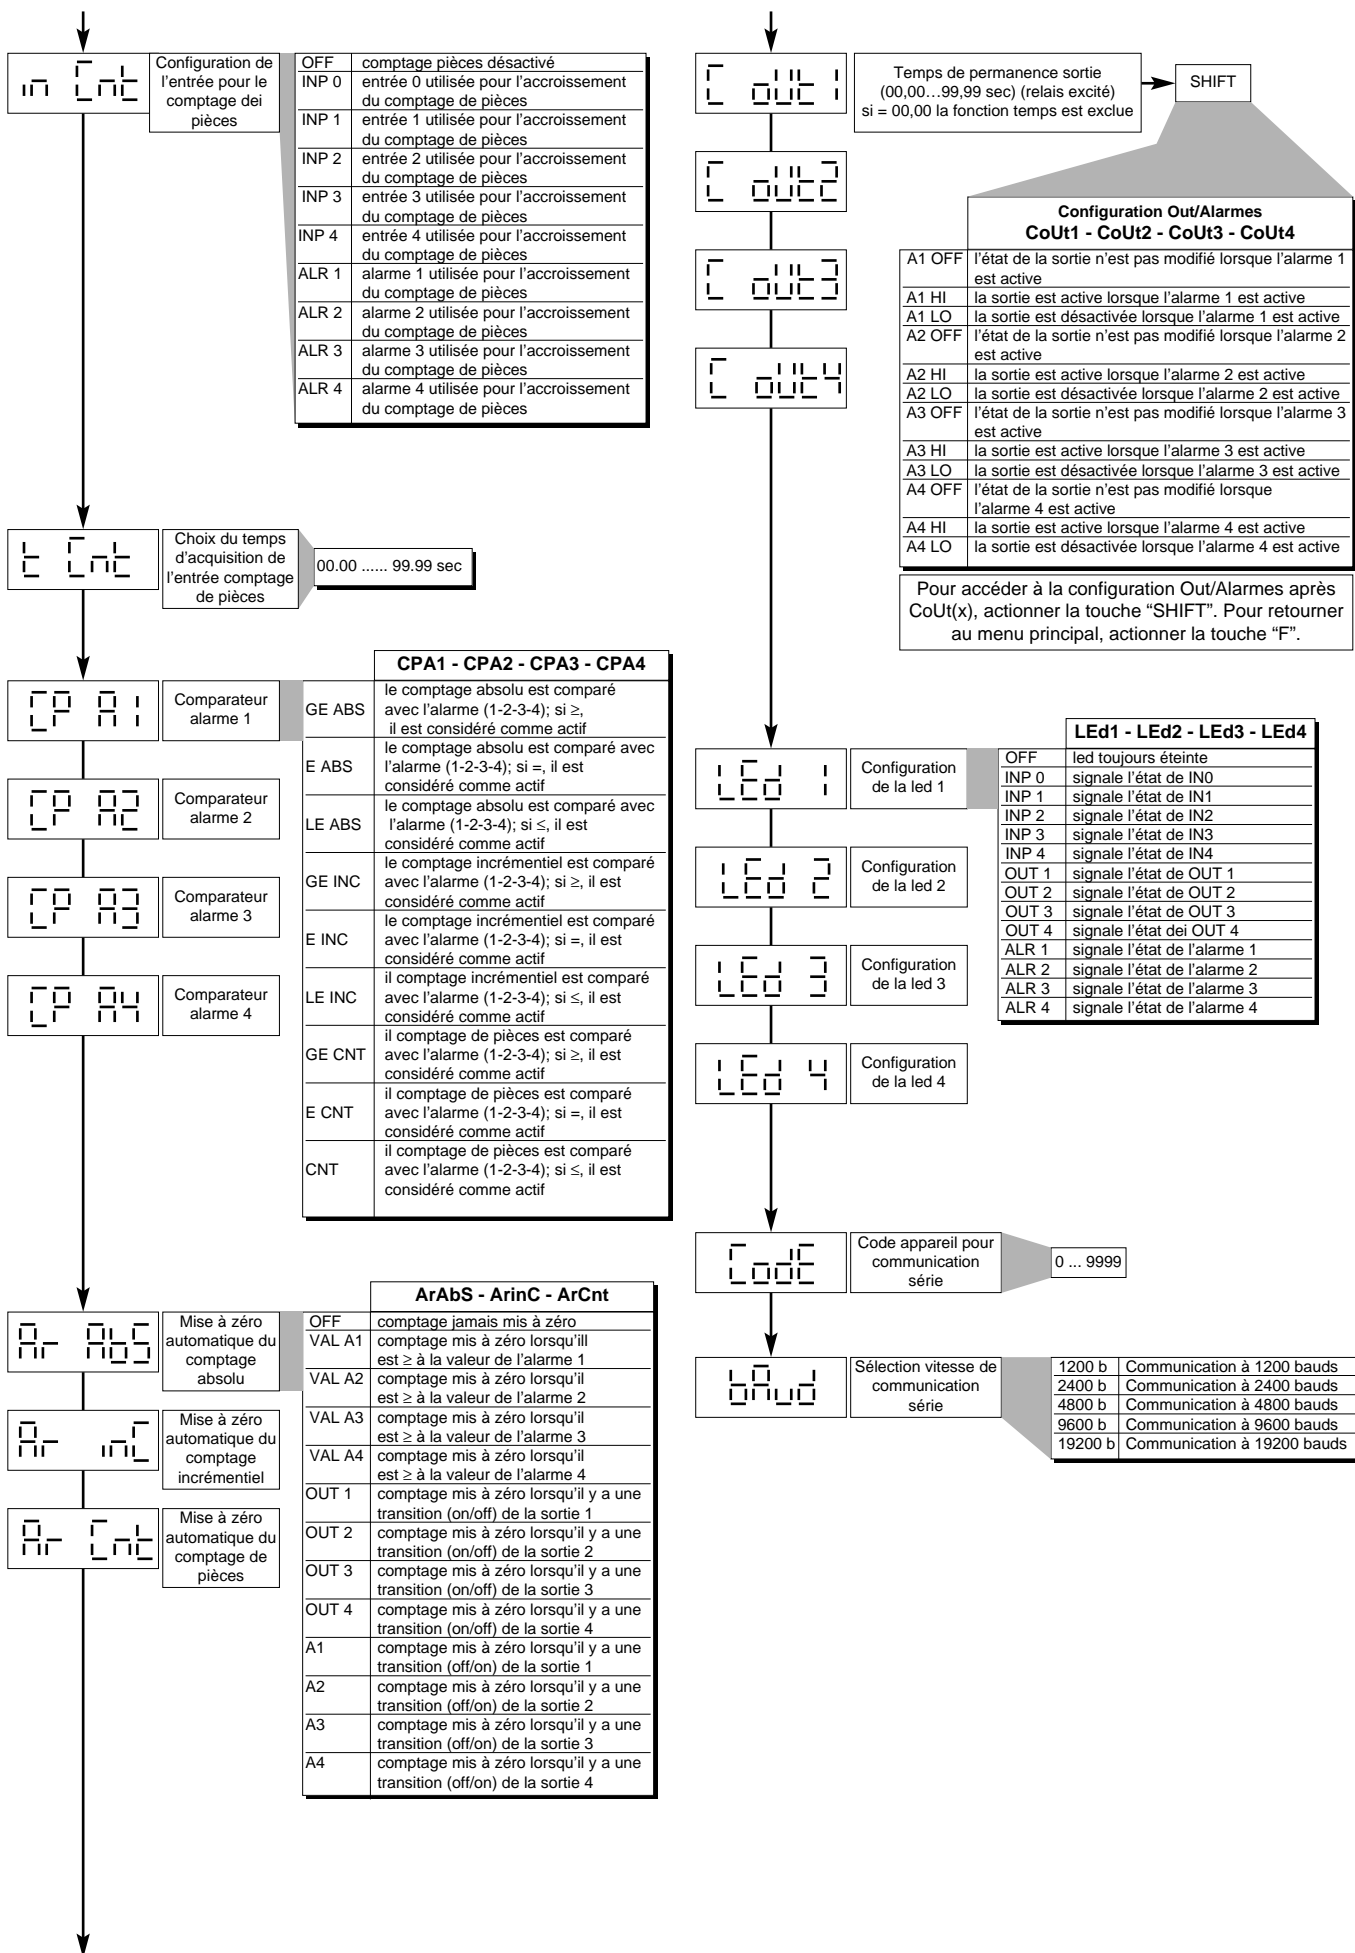 in Cnt
Configuration de
l'entrée pour le
comptage dei
pièces
OFF comptage pièces désactivé
INP 0 entrée 0 utilisée pour l'accroissement
du comptage de pièces
INP 1 entrée 1 utilisée pour l'accroissement
du comptage de pièces
INP 2 entrée 2 utilisée pour l'accroissement
du comptage de pièces
INP 3 entrée 3 utilisée pour l'accroissement
du comptage de pièces
INP 4 entrée 4 utilisée pour l'accroissement
du comptage de pièces
ALR 1 alarme 1 utilisée pour l'accroissement
du comptage de pièces
ALR 2 alarme 2 utilisée pour l'accroissement
du comptage de pièces
ALR 3 alarme 3 utilisée pour l'accroissement
du comptage de pièces
ALR 4 alarme 4 utilisée pour l'accroissement
du comptage de pièces
t Cnt
Choix du temps
d'acquisition de
l'entrée comptage
de pièces
00.00 ...... 99.99 sec
CP A1
Comparateur
alarme 1
CP A2
Comparateur
alarme 2
CP A3
Comparateur
alarme 3
CP A4
Comparateur
alarme 4
CPA1 - CPA2 - CPA3 - CPA4
GE ABS le comptage absolu est comparé
avec l'alarme (1-2-3-4); si ≥,
il est considéré comme actif
E ABS le comptage absolu est comparé avec
l'alarme (1-2-3-4); si =, il est
considéré comme actif
LE ABS le comptage absolu est comparé avec
l'alarme (1-2-3-4); si ≤, il est
considéré comme actif
GE INC le comptage incrémentiel est comparé
avec l'alarme (1-2-3-4); si ≥, il est
considéré comme actif
E INC le comptage incrémentiel est comparé
avec l'alarme (1-2-3-4); si =, il est
considéré comme actif
LE INC il comptage incrémentiel est comparé
avec l'alarme (1-2-3-4); si ≤, il est
considéré comme actif
GE CNT il comptage de pièces est comparé
avec l'alarme (1-2-3-4); si ≥, il est
considéré comme actif
E CNT il comptage de pièces est comparé
avec l'alarme (1-2-3-4); si =, il est
considéré comme actif
CNT il comptage de pièces est comparé
avec l'alarme (1-2-3-4); si ≤, il est
considéré comme actif
Ar AbS
Mise à zéro
automatique du
comptage
absolu
Ar inC
Mise à zéro
automatique du
comptage
incrémentiel
Ar Cnt
Mise à zéro
automatique du
comptage de
pièces
ArAbS - ArinC - ArCnt
OFF comptage jamais mis à zéro
VAL A1 comptage mis à zéro lorsqu'ill
est ≥ à la valeur de l'alarme 1
VAL A2 comptage mis à zéro lorsqu'il
est ≥ à la valeur de l'alarme 2
VAL A3 comptage mis à zéro lorsqu'il
est ≥ à la valeur de l'alarme 3
VAL A4 comptage mis à zéro lorsqu'il
est ≥ à la valeur de l'alarme 4
OUT 1 comptage mis à zéro lorsqu'il y a une
transition (on/off) de la sortie 1
OUT 2 comptage mis à zéro lorsqu'il y a une
transition (on/off) de la sortie 2
OUT 3 comptage mis à zéro lorsqu'il y a une
transition (on/off) de la sortie 3
OUT 4 comptage mis à zéro lorsqu'il y a une
transition (on/off) de la sortie 4
A1 comptage mis à zéro lorsqu'il y a une
transition (off/on) de la sortie 1
A2 comptage mis à zéro lorsqu'il y a une
transition (off/on) de la sortie 2
A3 comptage mis à zéro lorsqu'il y a une
transition (off/on) de la sortie 3
A4 comptage mis à zéro lorsqu'il y a une
transition (off/on) de la sortie 4
C oUt1
Temps de permanence sortie
(00,00...99,99 sec) (relais excité)
si = 00,00 la fonction temps est exclue
SHIFT
C oUt2
C oUt3
C oUt4
Configuration Out/Alarmes
CoUt1 - CoUt2 - CoUt3 - CoUt4
A1 OFF l'état de la sortie n'est pas modifié lorsque l'alarme 1
est active
A1 HI la sortie est active lorsque l'alarme 1 est active
A1 LO la sortie est désactivée lorsque l'alarme 1 est active
A2 OFF l'état de la sortie n'est pas modifié lorsque l'alarme 2
est active
A2 HI la sortie est active lorsque l'alarme 2 est active
A2 LO la sortie est désactivée lorsque l'alarme 2 est active
A3 OFF l'état de la sortie n'est pas modifié lorsque l'alarme 3
est active
A3 HI la sortie est active lorsque l'alarme 3 est active
A3 LO la sortie est désactivée lorsque l'alarme 3 est active
A4 OFF l'état de la sortie n'est pas modifié lorsque
l'alarme 4 est active
A4 HI la sortie est active lorsque l'alarme 4 est active
A4 LO la sortie est désactivée lorsque l'alarme 4 est active
Pour accéder à la configuration Out/Alarmes après
CoUt(x), actionner la touche “SHIFT”. Pour retourner
au menu principal, actionner la touche “F”.
LEd 1
Configuration
de la led 1
LEd 2
Configuration
de la led 2
LEd 3
Configuration
de la led 3
LEd 4
Configuration
de la led 4
LEd1 - LEd2 - LEd3 - LEd4
OFF led toujours éteinte
INP 0 signale l'état de IN0
INP 1 signale l'état de IN1
INP 2 signale l'état de IN2
INP 3 signale l'état de IN3
INP 4 signale l'état de IN4
OUT 1 signale l'état de OUT 1
OUT 2 signale l'état de OUT 2
OUT 3 signale l'état de OUT 3
OUT 4 signale l'état dei OUT 4
ALR 1 signale l'état de l'alarme 1
ALR 2 signale l'état de l'alarme 2
ALR 3 signale l'état de l'alarme 3
ALR 4 signale l'état de l'alarme 4
CodE
Code appareil pour
communication
série
0 ... 9999
bAud
Sélection vitesse de
communication
série
1200 b Communication à 1200 bauds
2400 b Communication à 2400 bauds
4800 b Communication à 4800 bauds
9600 b Communication à 9600 bauds
19200 b Communication à 19200 bauds